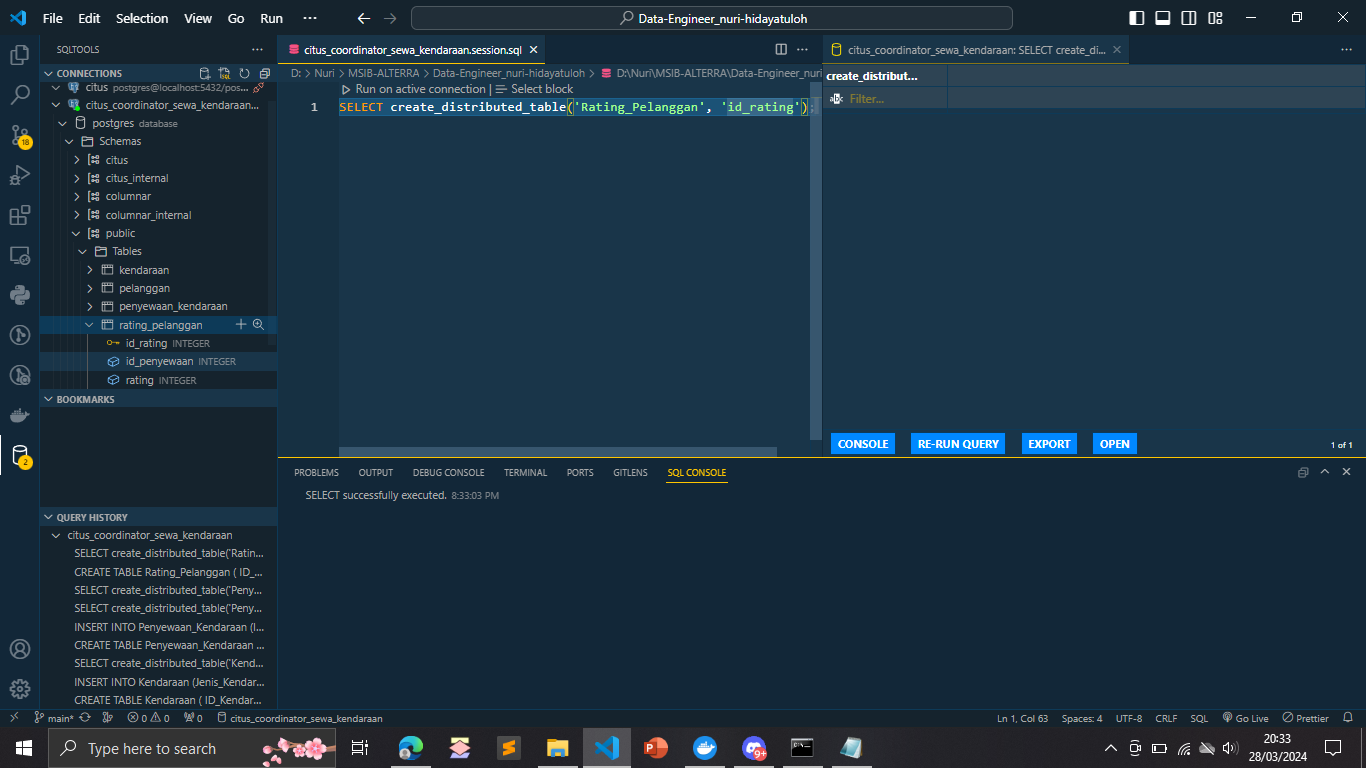 File Edit Selection View Go Run ···
Data-Engineer_nuri-hidayatuloh
SQLTOOLS
CONNECTIONS
citus postgres@localhost:5432/pos...
citus_coordinator_sewa_kendaraan...
postgres database
Schemas
citus
citus_internal
columnar
columnar_internal
public
Tables
kendaraan
pelanggan
penyewaan_kendaraan
rating_pelanggan
id_rating INTEGER
id_penyewaan INTEGER
rating INTEGER
BOOKMARKS
QUERY HISTORY
citus_coordinator_sewa_kendaraan
SELECT create_distributed_table('Ratin...
CREATE TABLE Rating_Pelanggan ( ID_...
SELECT create_distributed_table('Peny...
SELECT create_distributed_table('Peny...
INSERT INTO Penyewaan_Kendaraan (I...
CREATE TABLE Penyewaan_Kendaraan ...
SELECT create_distributed_table('Kend...
INSERT INTO Kendaraan (Jenis_Kendar...
CREATE TABLE Kendaraan ( ID_Kendar...
18
2
citus_coordinator_sewa_kendaraan.session.sql
D: > Nuri > MSIB-ALTERRA > Data-Engineer_nuri-hidayatuloh > D:\Nuri\MSIB-ALTERRA\Data-Engineer_nuri
Run on active connection | Select block
1 SELECT create_distributed_table('Rating_Pelanggan', 'id_rating');
citus_coordinator_sewa_kendaraan: SELECT create_di...
create_distribut...
Filter...
CONSOLE RE-RUN QUERY EXPORT OPEN 1 of 1
PROBLEMS OUTPUT DEBUG CONSOLE TERMINAL PORTS GITLENS SQL CONSOLE
SELECT successfully executed. 8:33:03 PM
main* 0 0 0 citus_coordinator_sewa_kendaraan Ln 1, Col 63 Spaces: 4 UTF-8 CRLF SQL Go Live Prettier
Type here to search
9+
20:33
28/03/2024